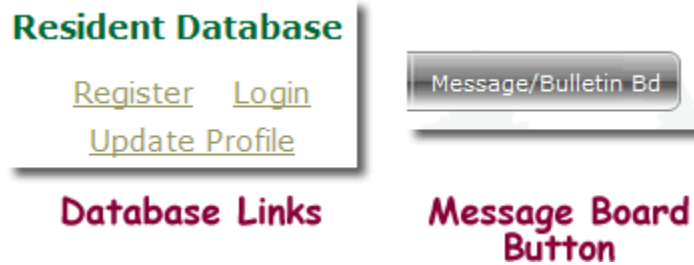 Resident Database
Register Login
Update Profile
Database Links
Message/Bulletin Bd
Message Board
Button